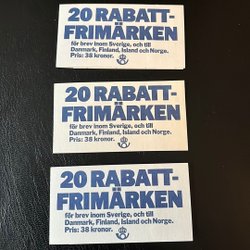 20 RABATT-
FRIMÄRKEN
för brev inom Sverige, och till
Danmark, Finland, Island och Norge.
Pris: 38 kronor.
20 RABATT-
FRIMÄRKEN
för brev inom Sverige, och till
Danmark, Finland, Island och Norge.
Pris: 38 kronor.
20 RABATT-
FRIMÄRKEN
för brev inom Sverige, och till
Danmark, Finland, Island och Norge.
Pris: 38 kronor.